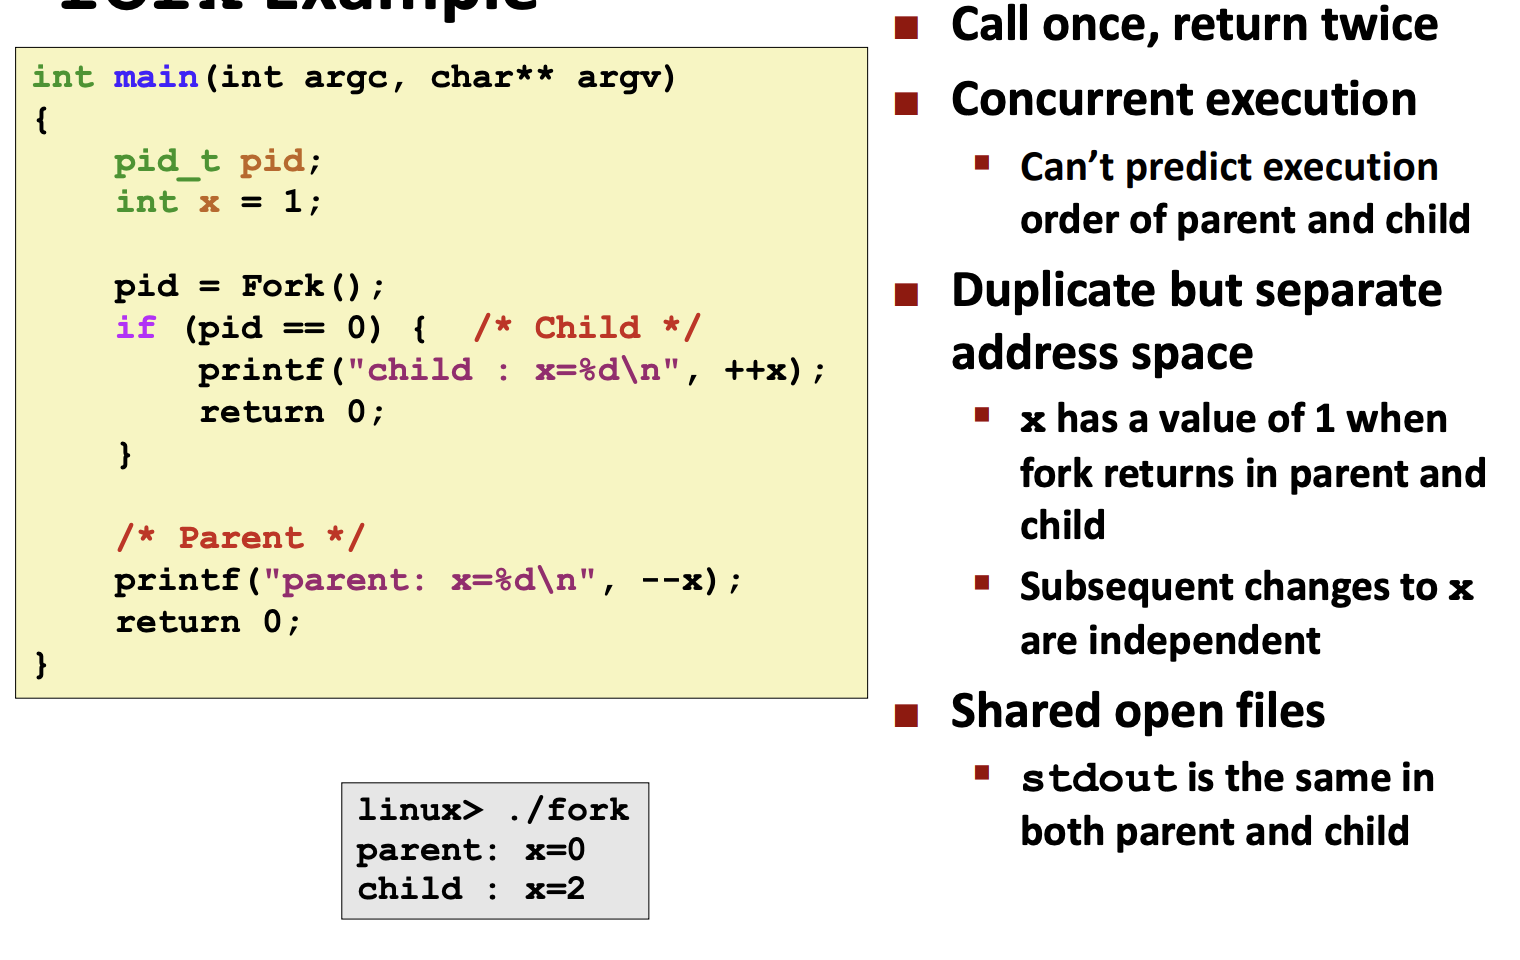 fork Example
int main(int argc, char** argv)
{
    pid_t pid;
    int x = 1;

    pid = Fork();
    if (pid == 0) {  /* Child */
        printf("child : x=%d\n", ++x);
        return 0;
    }

    /* Parent */
    printf("parent: x=%d\n", --x);
    return 0;
}
linux> ./fork
parent: x=0
child : x=2
■ Call once, return twice
■ Concurrent execution
▪ Can’t predict execution
order of parent and child
■ Duplicate but separate
address space
▪ x has a value of 1 when
fork returns in parent and
child
▪ Subsequent changes to x
are independent
■ Shared open files
▪ stdout is the same in
both parent and child